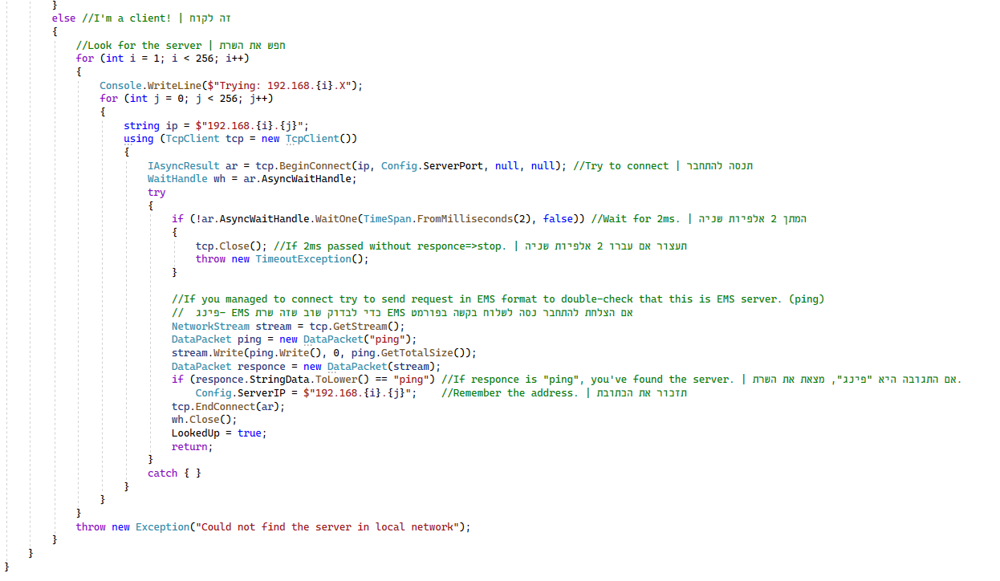 }
else //I'm a client! | זה לקוח
{
//Look for the server | חפש את השרת
for (int i = 1; i < 256; i++)
{
Console.WriteLine($"Trying: 192.168.{i}.X");
for (int j = 0; j < 256; j++)
{
string ip = $"192.168.{i}.{j}";
using (TcpClient tcp = new TcpClient())
{
IAsyncResult ar = tcp.BeginConnect(ip, Config.ServerPort, null, null); //Try to connect | תנסה להתחבר
WaitHandle wh = ar.AsyncWaitHandle;
try
{
if (!ar.AsyncWaitHandle.WaitOne(TimeSpan.FromMilliseconds(2), false)) //Wait for 2ms. | המתן 2 אלפיות שניה
{
tcp.Close(); //If 2ms passed without responce=>stop. | תעצור אם עברו 2 אלפיות שניה
throw new TimeoutException();
}
//If you managed to connect try to send request in EMS format to double-check that this is EMS server. (ping)
// אם הצלחת להתחבר נסה לשלוח בקשה בפורמט EMS כדי לבדוק שוב שזה שרת EMS -פינג
NetworkStream stream = tcp.GetStream();
DataPacket ping = new DataPacket("ping");
stream.Write(ping.Write(), 0, ping.GetTotalSize());
DataPacket responce = new DataPacket(stream);
if (responce.StringData.ToLower() == "ping") //If responce is "ping", you've found the server. | אם התגובה היא "פינג", מצאת את השרת.
Config.ServerIP = $"192.168.{i}.{j}"; //Remember the address. | תזכור את הכתובת
tcp.EndConnect(ar);
wh.Close();
LookedUp = true;
return;
}
catch { }
}
}
}
throw new Exception("Could not find the server in local network");
}
}
}